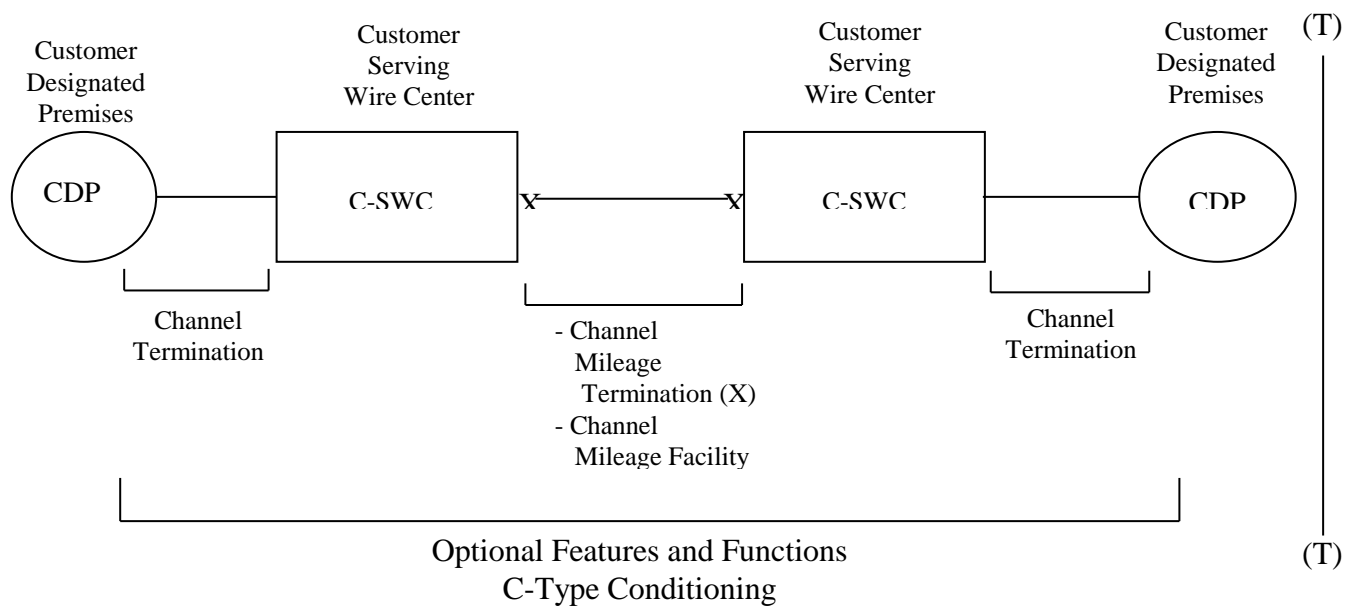 Customer
Designated
Premises
Customer
Serving
Wire Center
Customer
Serving
Wire Center
Customer
Designated
Premises
(T)
CDP
C-SWC
X
X
C-SWC
CDP
Channel
Termination
- Channel
Mileage
Termination (X)
- Channel
Mileage Facility
Channel
Termination
Optional Features and Functions
C-Type Conditioning
(T)